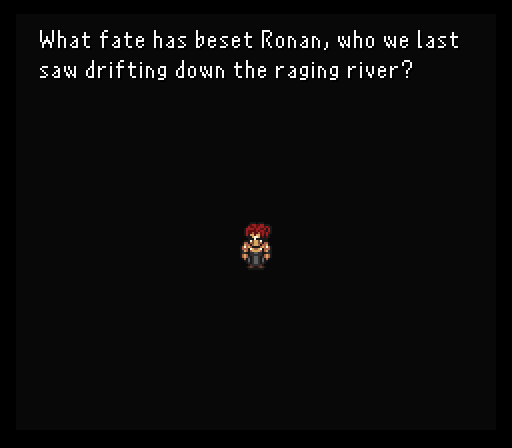 What fate has beset Ronan, who we last
saw drifting down the raging river?